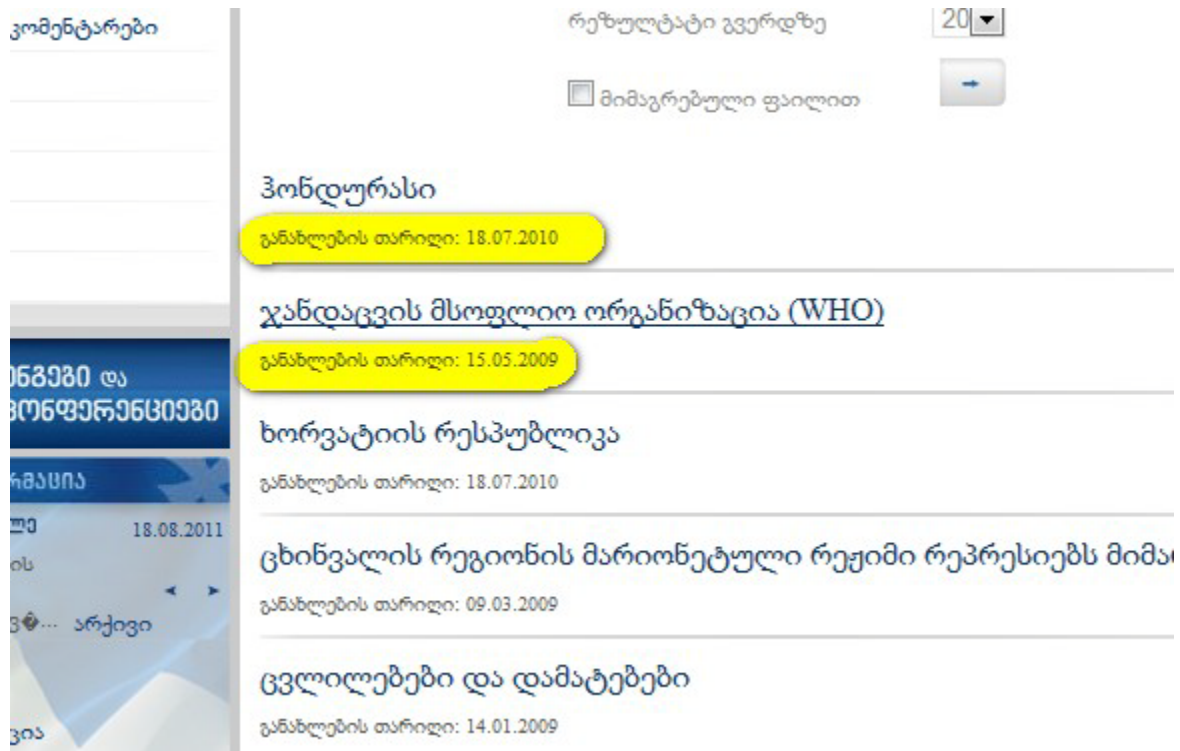 კომენტარები
რეზულტატი გვერდზე 20
მიმაგრებული ფაილით
ჰონდურასი
განახლების თარიღი: 18.07.2010
ჯანდაცვის მსოფლიო ორგანიზაცია (WHO)
განახლების თარიღი: 15.05.2009
ხორვატიის რესპუბლიკა
განახლების თარიღი: 18.07.2010
ცხინვალის რეგიონის მარიონეტული რეჟიმი რეპრესიებს
განახლების თარიღი: 09.03.2009
ცვლილებები და დამატებები
განახლების თარიღი: 14.01.2009
და
18.08.2011
არქივი